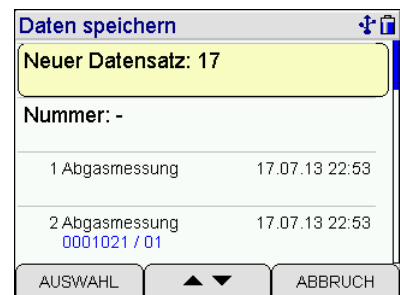 Daten speichern
Neuer Datensatz: 17
Nummer: -
1 Abgasmessung 17.07.13 22:53
2 Abgasmessung 17.07.13 22:53
0001021 / 01
AUSWAHL ▲ ▼ ABBRUCH